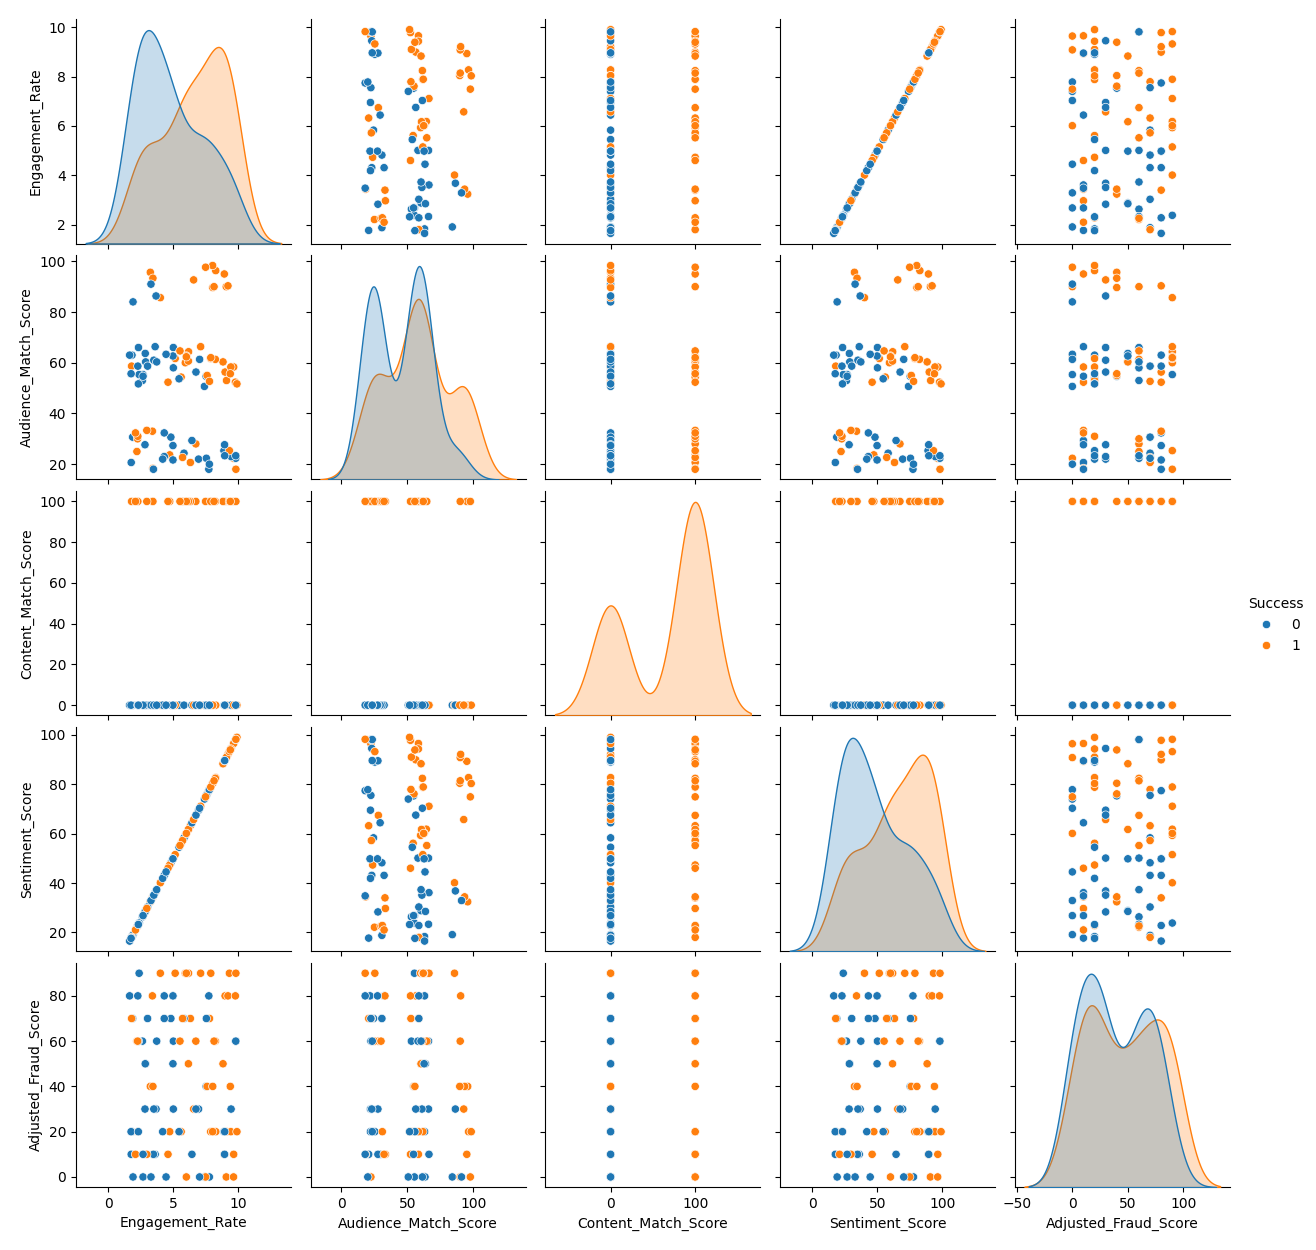 10
8
6
4
2
Engagement_Rate
100
80
60
40
20
Audience_Match_Score
100
80
60
40
20
0
Content_Match_Score
Success
0
1
100
80
60
40
20
Sentiment_Score
80
60
40
20
0
Adjusted_Fraud_Score
0 5 10
0 50 100
0 100
0 50 100
−50 0 50 100
Engagement_Rate
Audience_Match_Score
Content_Match_Score
Sentiment_Score
Adjusted_Fraud_Score